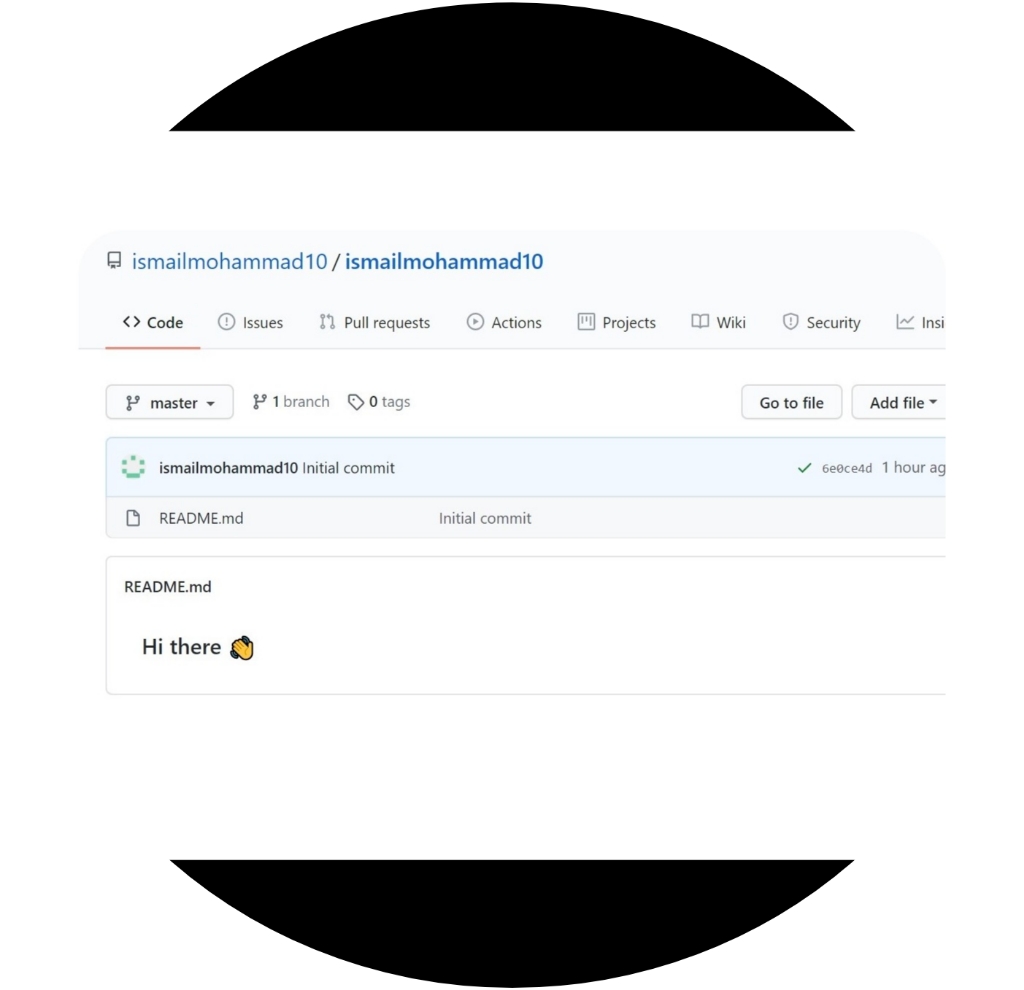 ismailmohammad10 / ismailmohammad10
<> Code Issues Pull requests Actions Projects Wiki Security Insi
master 1 branch 0 tags Go to file Add file
ismailmohammad10 Initial commit 6e0ce4d 1 hour ag
README.md Initial commit
README.md
Hi there 👋